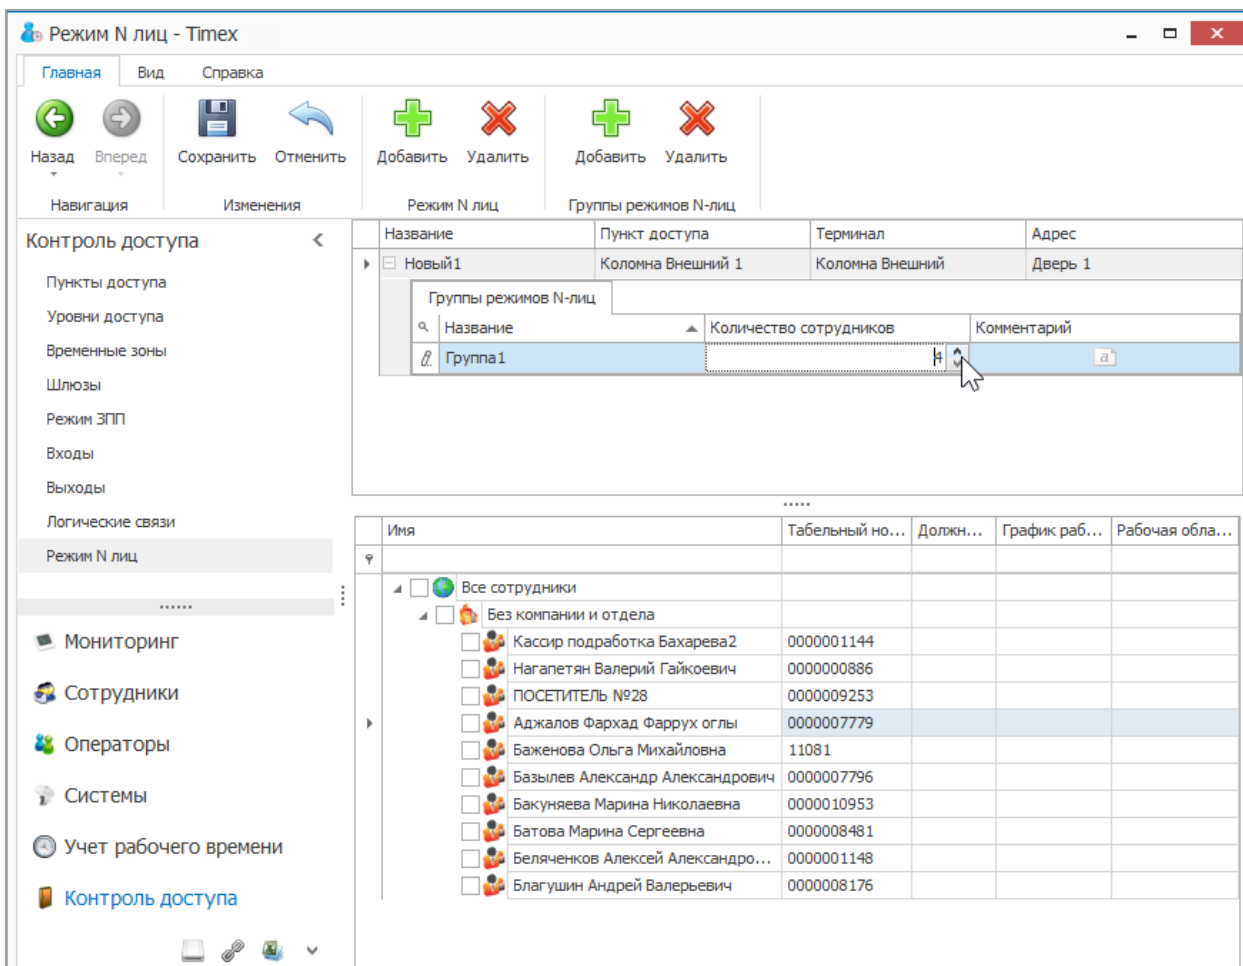 Режим N лиц - Timex
Главная Вид Справка
Назад Вперед Сохранить Отменить Добавить Удалить Добавить Удалить
Навигация Изменения Режим N лиц Группы режимов N-лиц
Контроль доступа
Пункты доступа
Уровни доступа
Временные зоны
Шлюзы
Режим ЗПП
Входы
Выходы
Логические связи
Режим N лиц
Мониторинг
Сотрудники
Операторы
Системы
Учет рабочего времени
Контроль доступа
Название Пункт доступа Терминал Адрес
Новый1 Коломна Внешний 1 Коломна Внешний Дверь 1
Группы режимов N-лиц
Название Количество сотрудников Комментарий
Группа1 4 a
Имя Табельный но... Должн... График раб... Рабочая обла...
Все сотрудники
Без компании и отдела
Кассир подработка Бахарева2 0000001144
Нагапетян Валерий Гайкоевич 0000000886
ПОСЕТИТЕЛЬ №28 0000009253
Аджалов Фархад Фаррух оглы 0000007779
Баженова Ольга Михайловна 11081
Базылев Александр Александрович 0000007796
Бакуняева Марина Николаевна 0000010953
Батова Марина Сергеевна 0000008481
Беляченков Алексей Александро... 0000001148
Благушин Андрей Валерьевич 0000008176